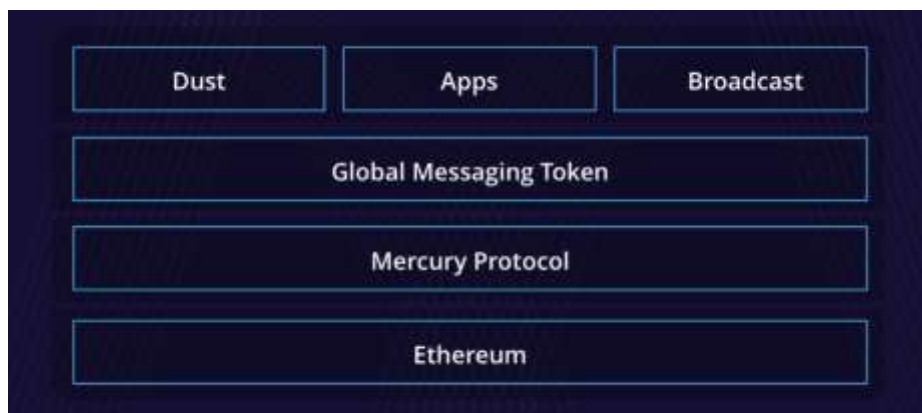 Dust Apps Broadcast
Global Messaging Token
Mercury Protocol
Ethereum